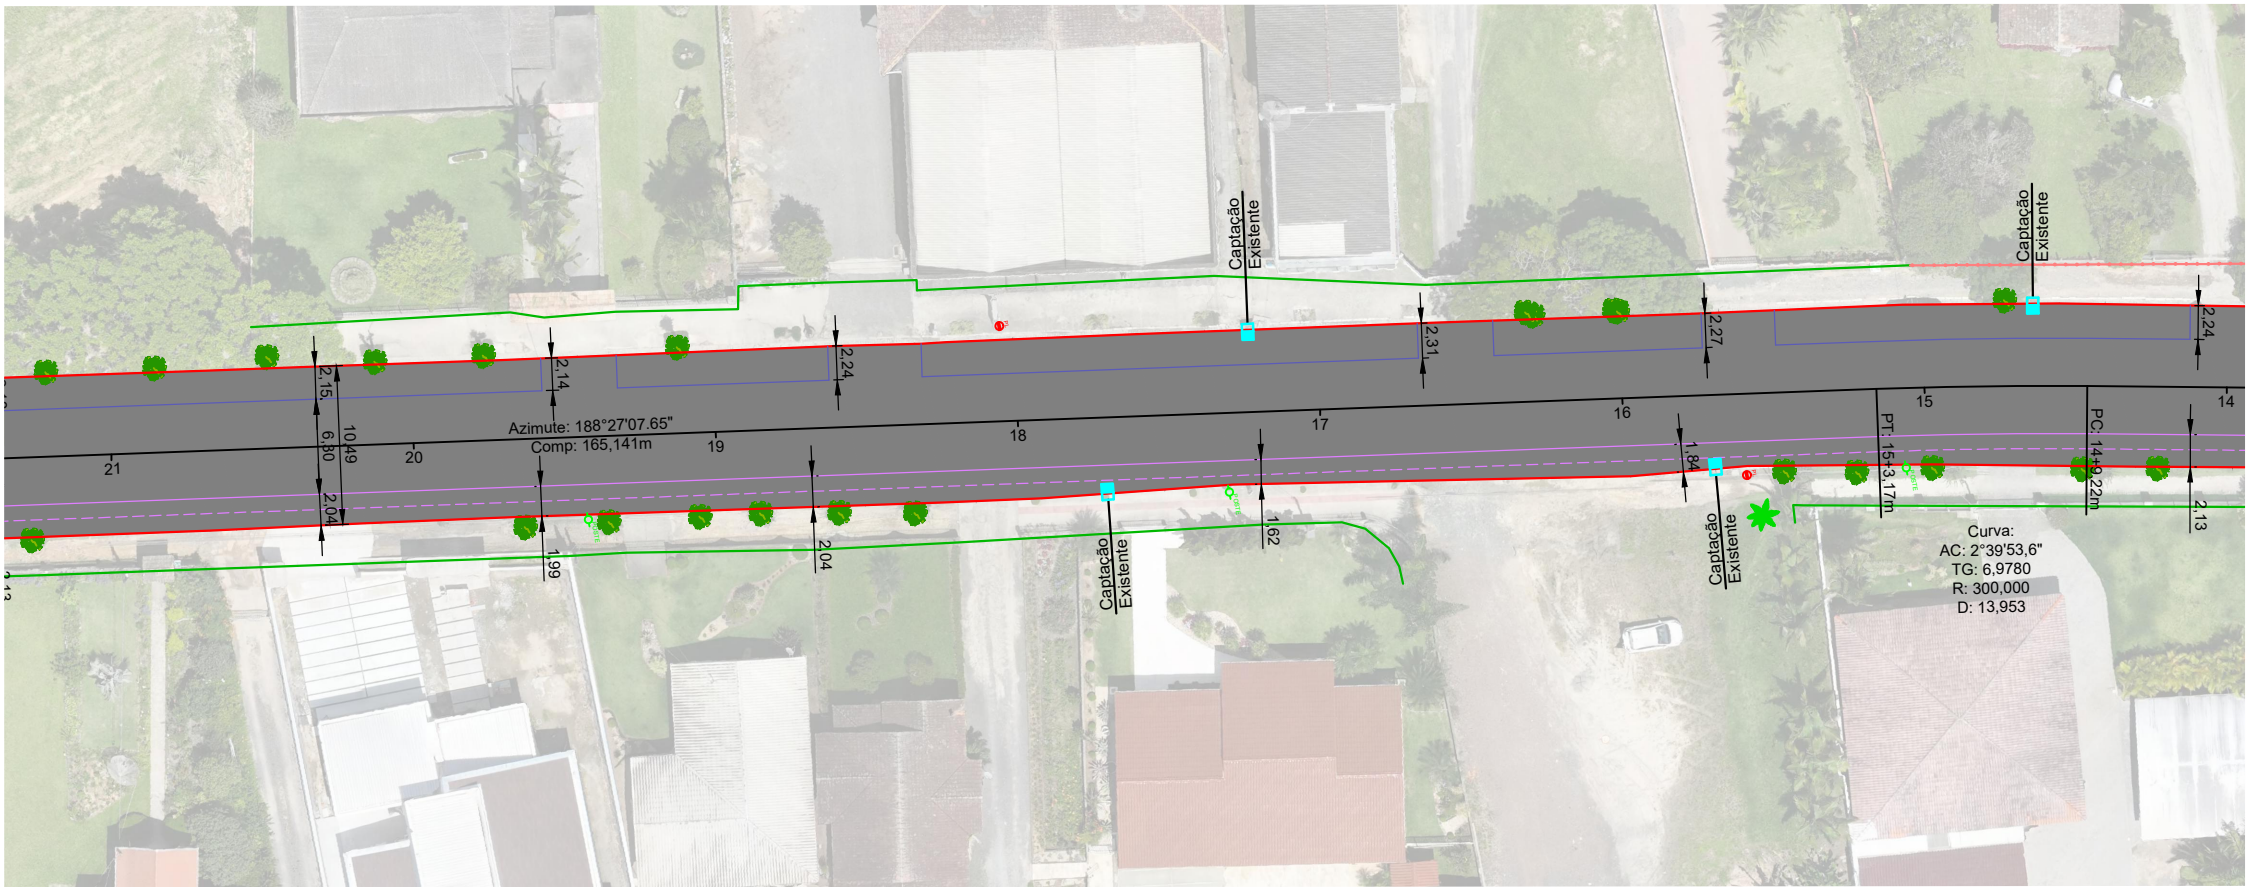 Captação
Existente
Captação
Existente
2,15
2,14
2,24
2,31
2,27
2,24
6,30
10,49
2,04
Azimute: 188°27'07.65"
Comp: 165,141m
21
20
19
18
17
16
15
14
1,99
2,04
1,62
1,84
2,13
2,13
PT: 15+3,17m
PC: 14+9,22m
Captação
Existente
Captação
Existente
Curva:
AC: 2°39'53,6"
TG: 6,9780
R: 300,000
D: 13,953